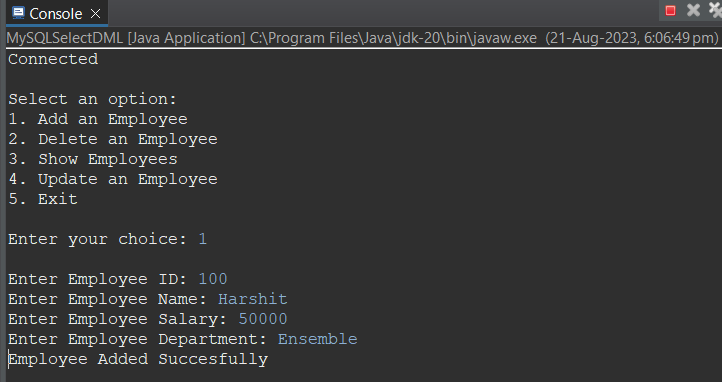 Console
MySQLSelectDML [Java Application] C:\Program Files\Java\jdk-20\bin\javaw.exe (21-Aug-2023, 6:06:49 pm)
Connected
Select an option:
1. Add an Employee
2. Delete an Employee
3. Show Employees
4. Update an Employee
5. Exit
Enter your choice: 1
Enter Employee ID: 100
Enter Employee Name: Harshit
Enter Employee Salary: 50000
Enter Employee Department: Ensemble
Employee Added Succesfully